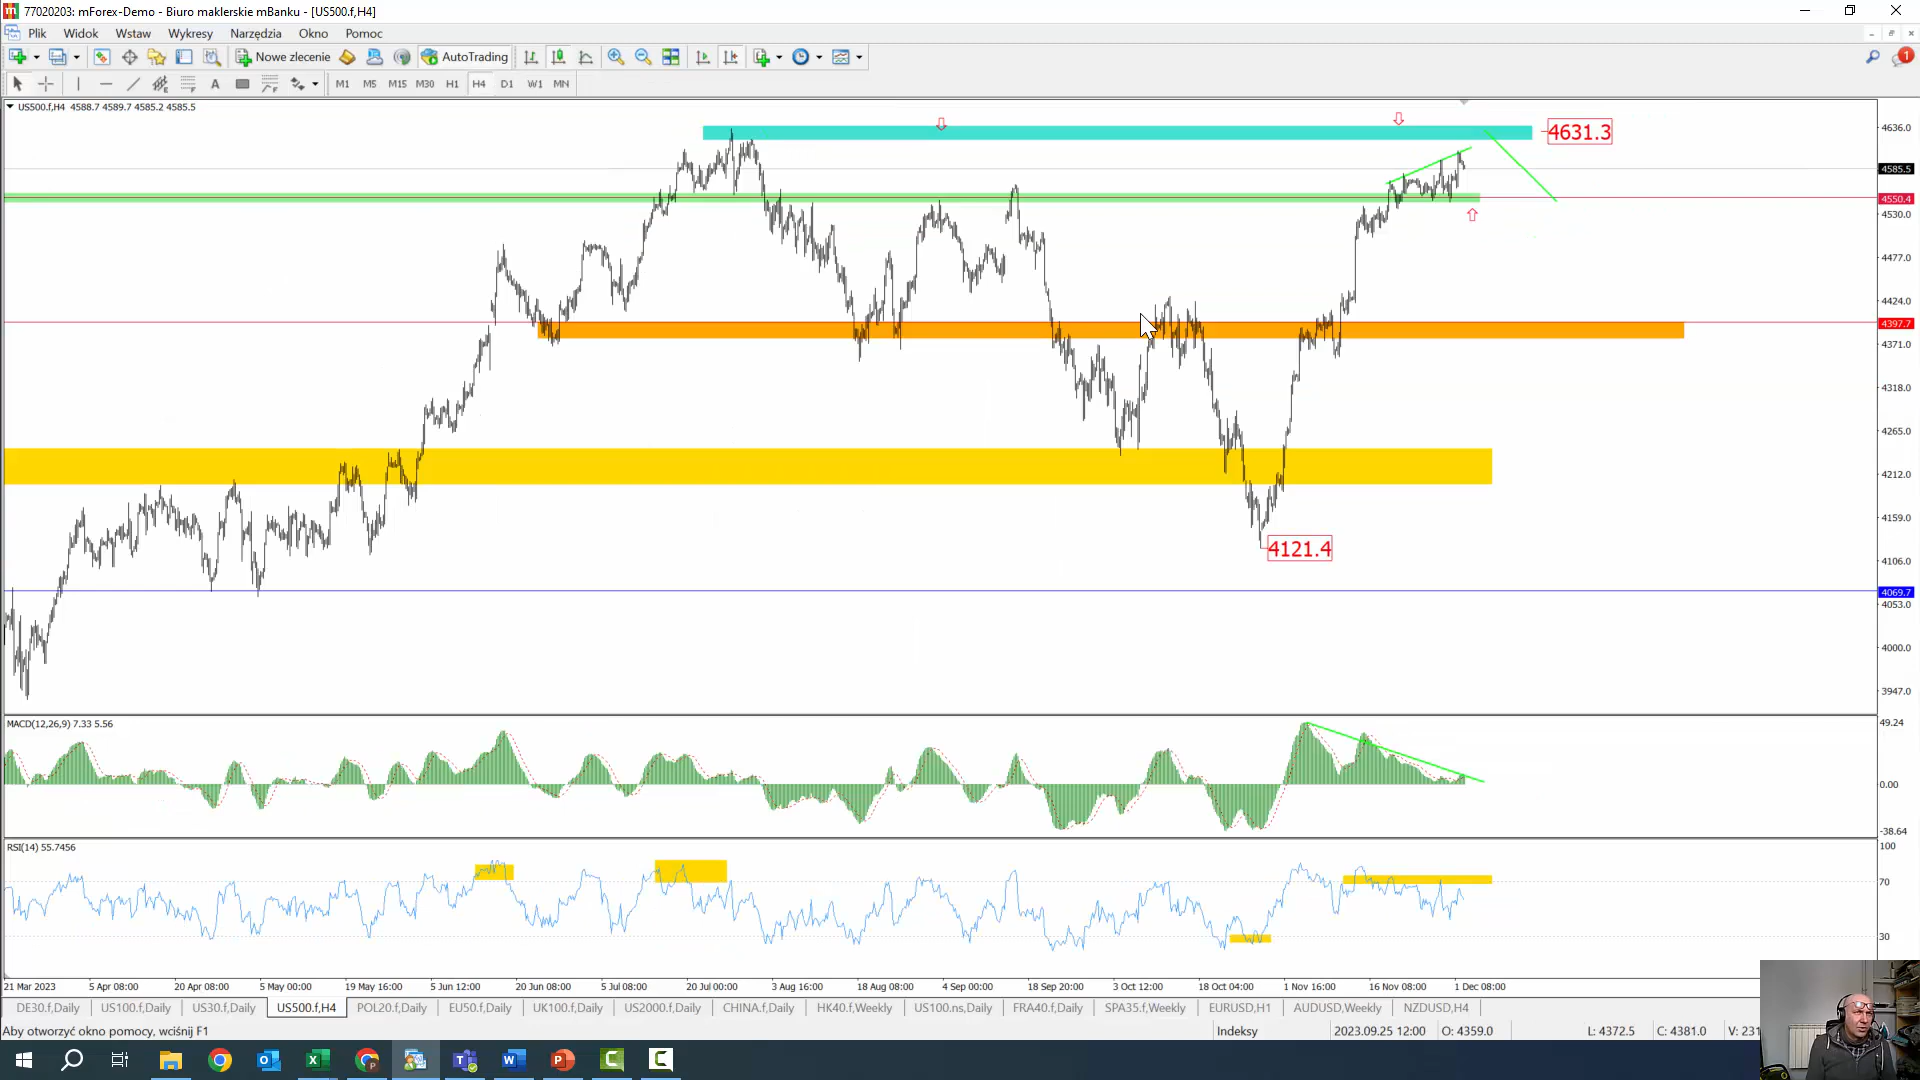 77020203: mForex-Demo - Biuro maklerskie mBanku - [US500.f,H4]
Plik Widok Wstaw Wykresy Narzędzia Okno Pomoc
Nowe zlecenie AutoTrading
M1 M5 M15 M30 H1 H4 D1 W1 MN
US500.f,H4 4588.7 4589.7 4585.2 4585.5
4631.3
4636.0
4585.5
4550.4
4530.0
4477.0
4424.0
4397.7
4371.0
4318.0
4265.0
4212.0
4159.0
4121.4
4106.0
4069.7
4053.0
4000.0
3947.0
MACD(12,26,9) 7.33 5.56
49.24
0.00
-38.64
RSI(14) 55.7456
100
70
30
21 Mar 2023 5 Apr 08:00 20 Apr 08:00 5 May 00:00 19 May 16:00 5 Jun 12:00 20 Jun 08:00 5 Jul 08:00 20 Jul 00:00 3 Aug 16:00 18 Aug 08:00 4 Sep 00:00 18 Sep 20:00 3 Oct 12:00 18 Oct 04:00 1 Nov 16:00 16 Nov 08:00 1 Dec 08:00
DE30.f,Daily US100.f,Daily US30.f,Daily US500.f,H4 POL20.f,Daily EU50.f,Daily UK100.f,Daily US2000.f,Daily CHINA.f,Daily HK40.f,Weekly US100.ns,Daily FRA40.f,Daily SPA35.f,Weekly EURUSD,H1 AUDUSD,Weekly NZDUSD,H4
Aby otworzyć okno pomocy, wciśnij F1 Indeksy 2023.09.25 12:00 O: 4359.0 L: 4372.5 C: 4381.0 V: 231